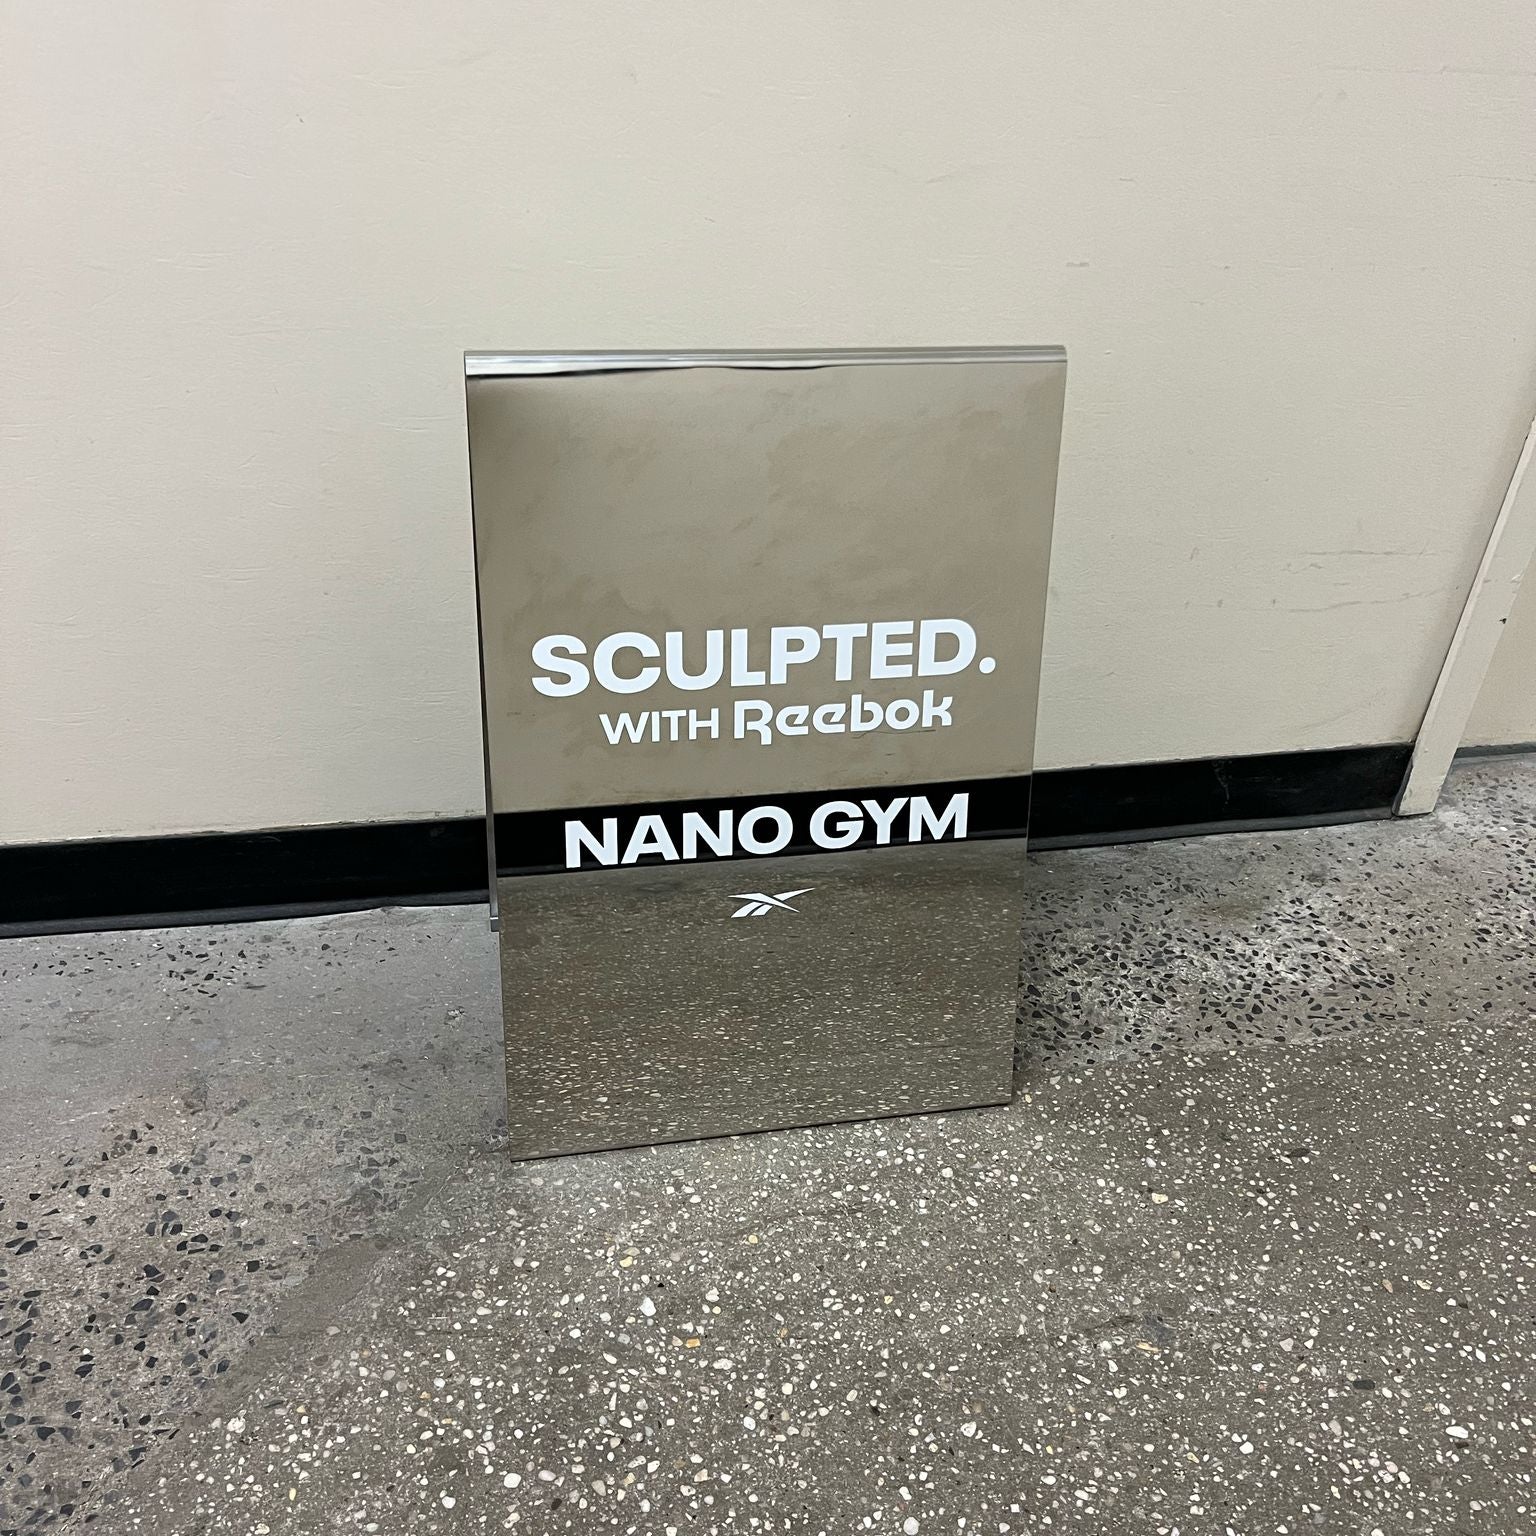 SCULPTED.
WITH Reebok
NANO GYM